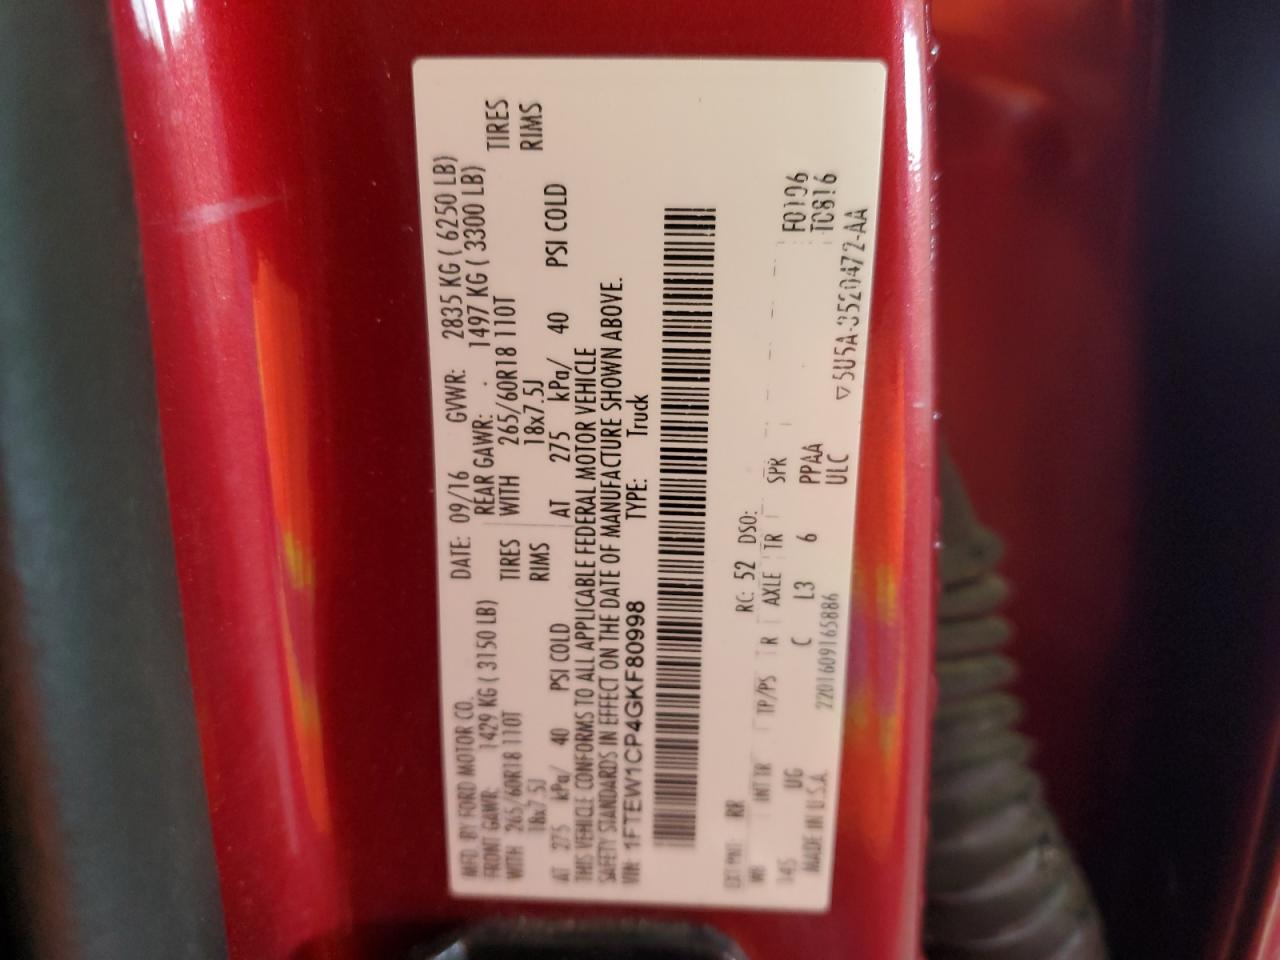 MFD. BY FORD MOTOR CO.
DATE: 09/16 GVWR: 2835 KG ( 6250 LB)
FRONT GAWR: 1429 KG ( 3150 LB) REAR GAWR: 1497 KG ( 3300 LB)
WITH 265/60R18 110T TIRES WITH 265/60R18 110T TIRES
18x7.5J RIMS 18x7.5J RIMS
AT 275 kPa/ 40 PSI COLD AT 275 kPa/ 40 PSI COLD
THIS VEHICLE CONFORMS TO ALL APPLICABLE FEDERAL MOTOR VEHICLE
SAFETY STANDARDS IN EFFECT ON THE DATE OF MANUFACTURE SHOWN ABOVE.
VIN: 1FTEW1CP4GKF80998 TYPE: Truck
EXT PNT: RR RC: 52 DSO:
WB INT TR TP/PS R AXLE TR SPR
145 UG C L3 6 PPAA
F0196
MADE IN U.S.A. 2201609165886 ULC
T0816
▽5U5A-3520472-AA